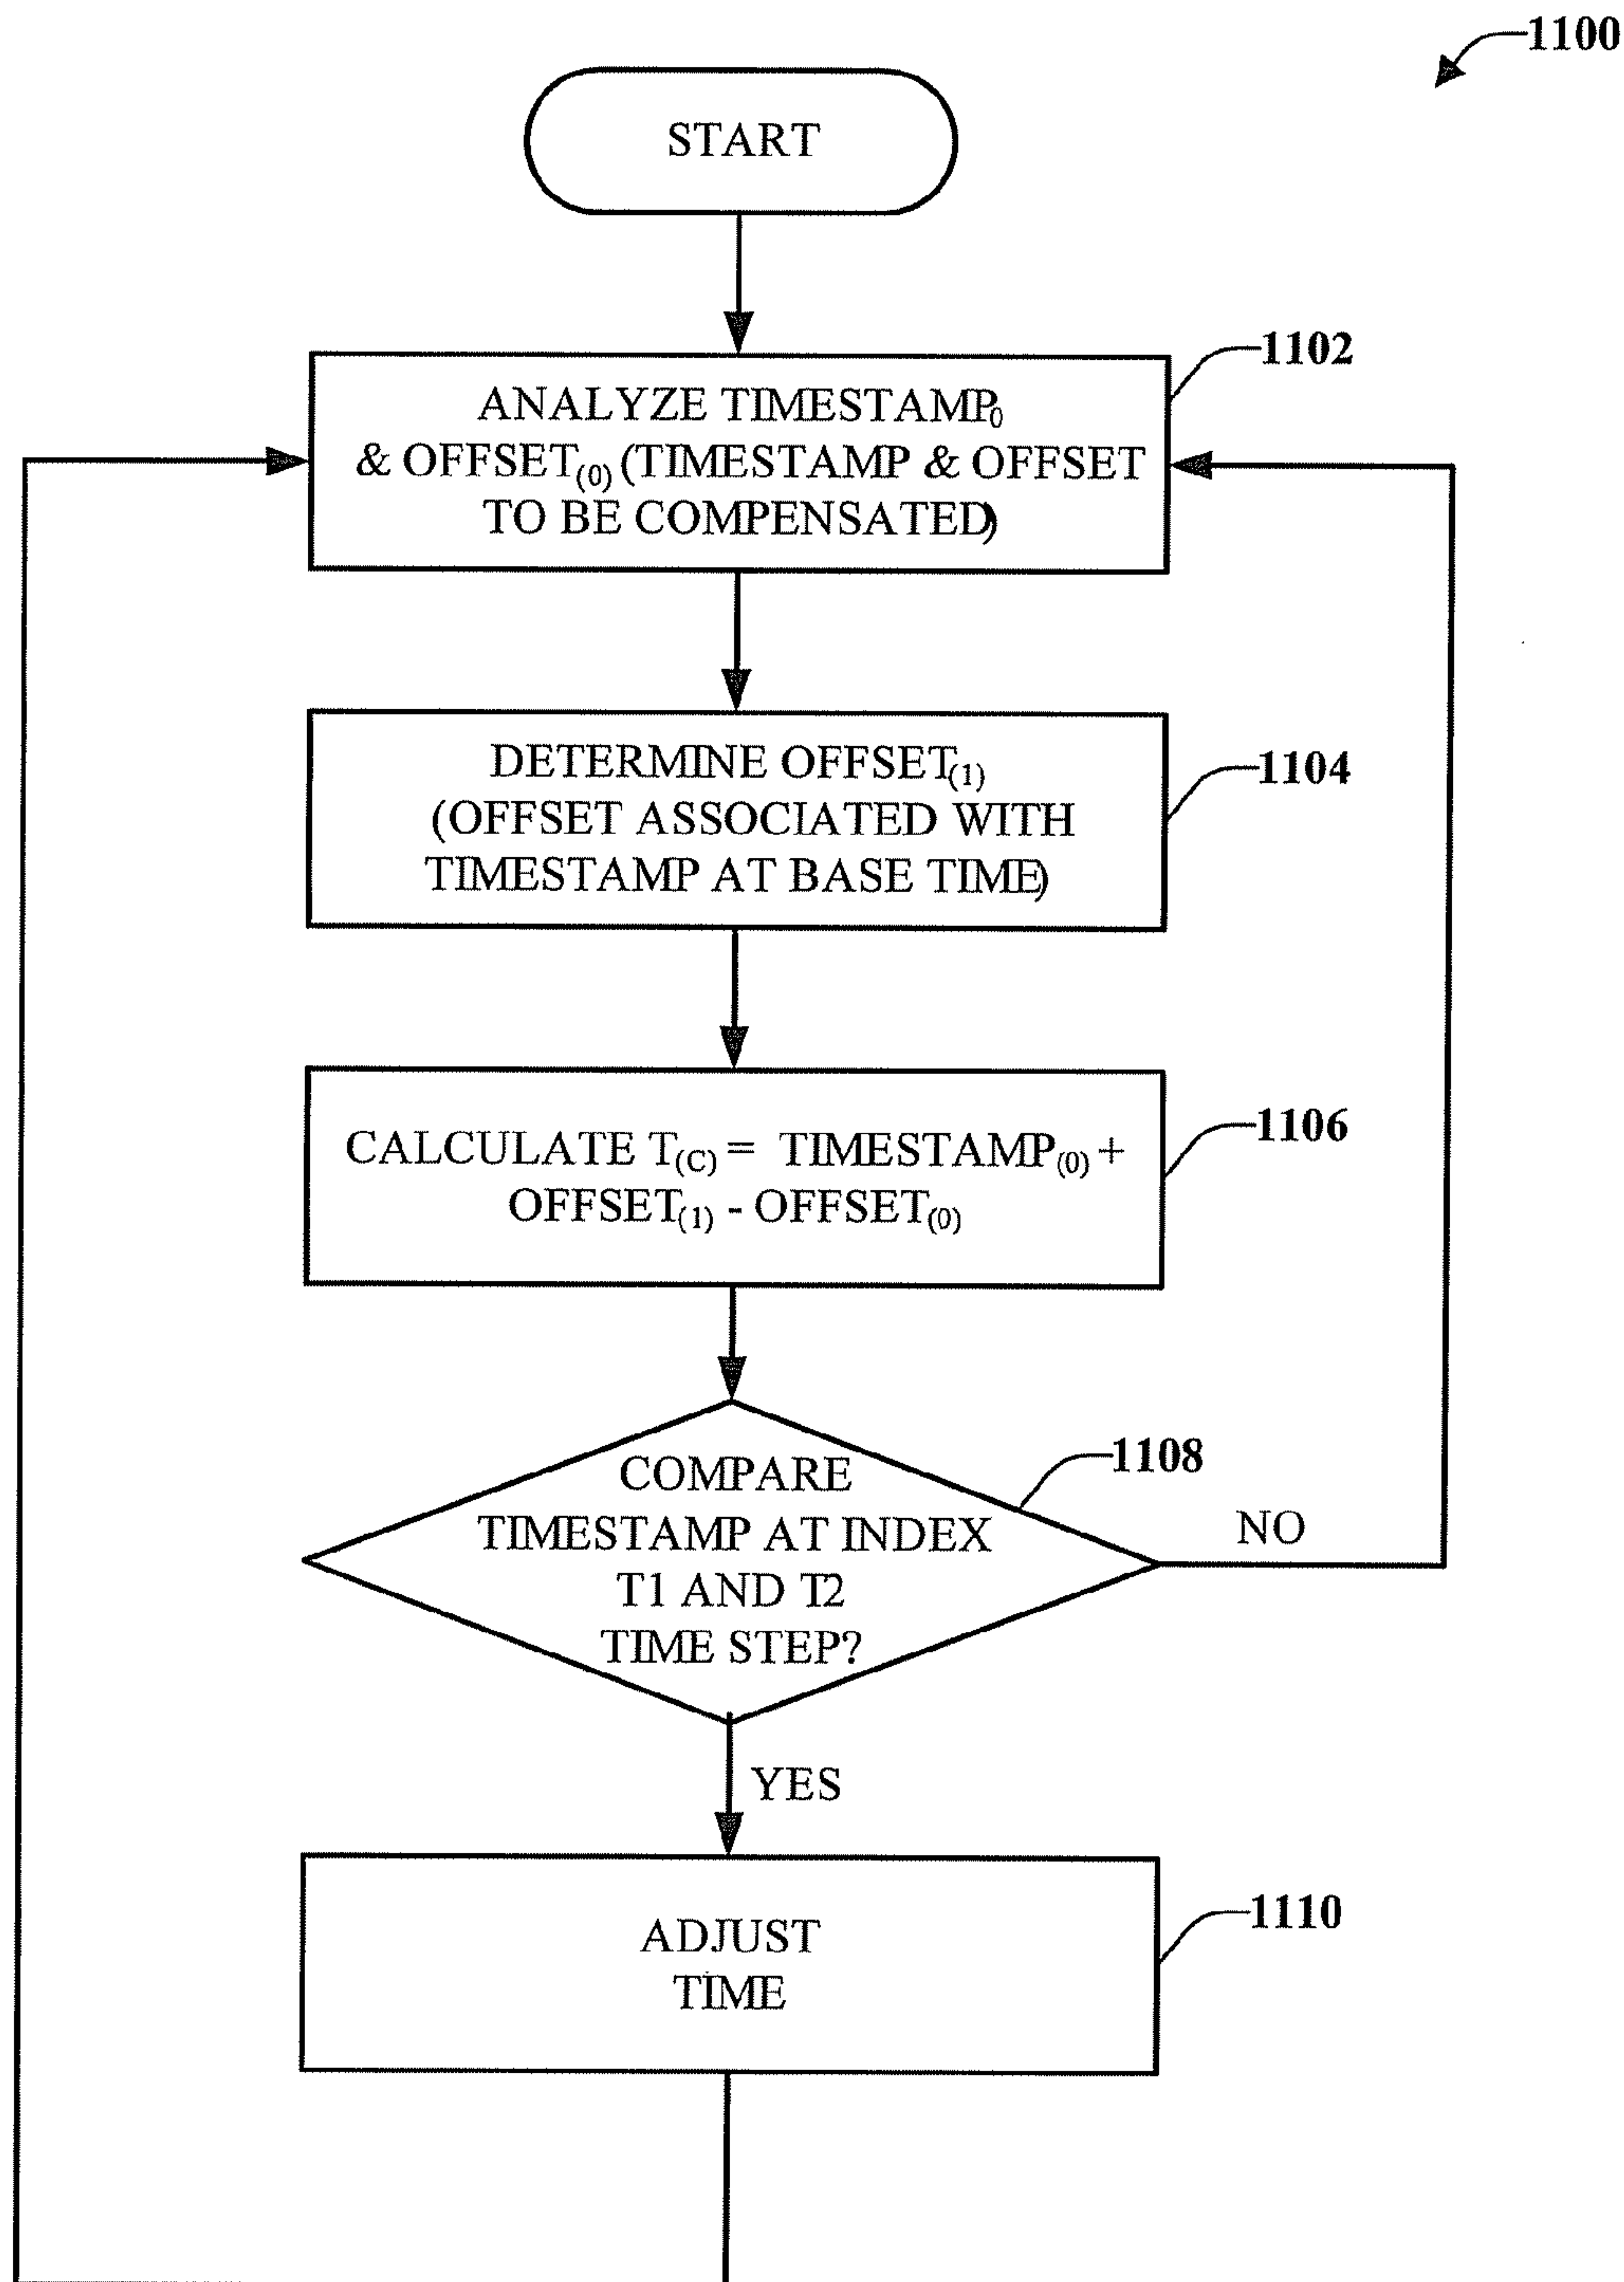 1100
START
1102
ANALYZE TIMESTAMP₀
& OFFSET₍₀₎ (TIMESTAMP & OFFSET
TO BE COMPENSATED)
DETERMINE OFFSET₍₁₎
1104
(OFFSET ASSOCIATED WITH
TIMESTAMP AT BASE TIME)
1106
CALCULATE T(C) = TIMESTAMP₍₀₎ +
OFFSET₍₁₎ - OFFSET₍₀₎
1108
COMPARE
TIMESTAMP AT INDEX
T1 AND T2
TIME STEP?
NO
YES
1110
ADJUST
TIME